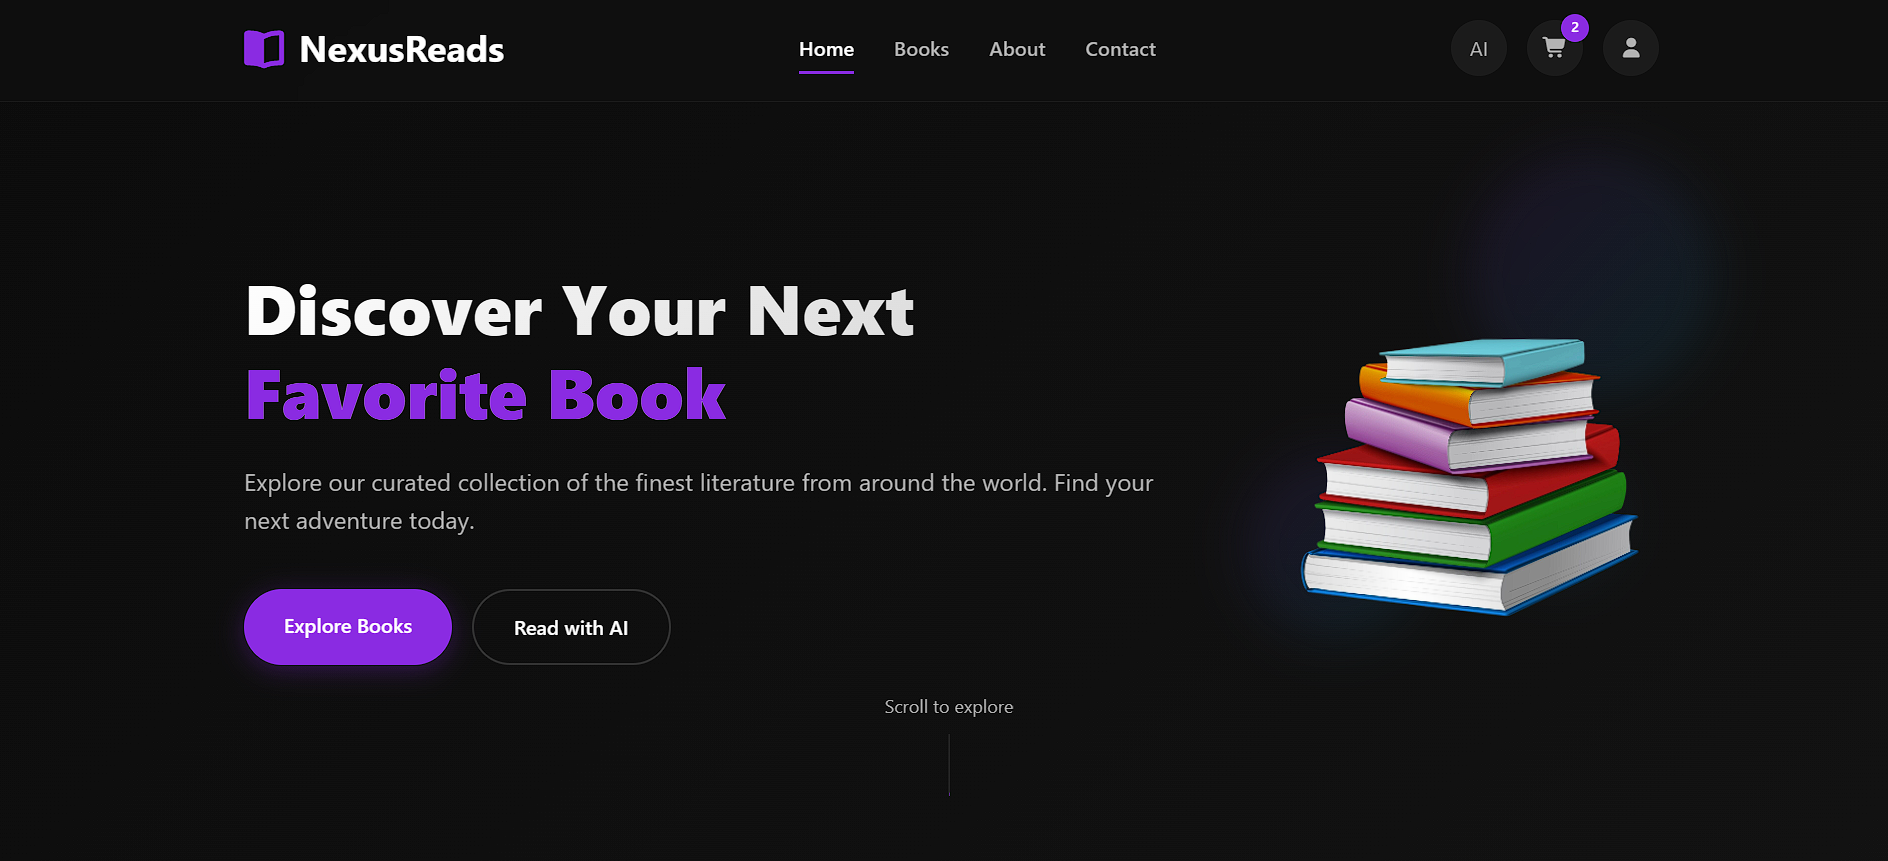 NexusReads
Home
Books
About
Contact
AI
2
Discover Your Next
Favorite Book
Explore our curated collection of the finest literature from around the world. Find your
next adventure today.
Explore Books
Read with AI
Scroll to explore